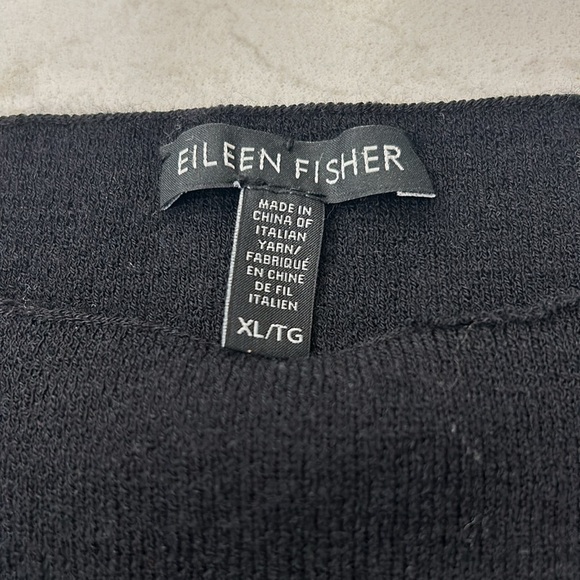 EILEEN FISHER
MADE IN
CHINA OF
ITALIAN
YARN/
FABRIQUÉ
EN CHINE
DE FIL
ITALIEN
XL/TG